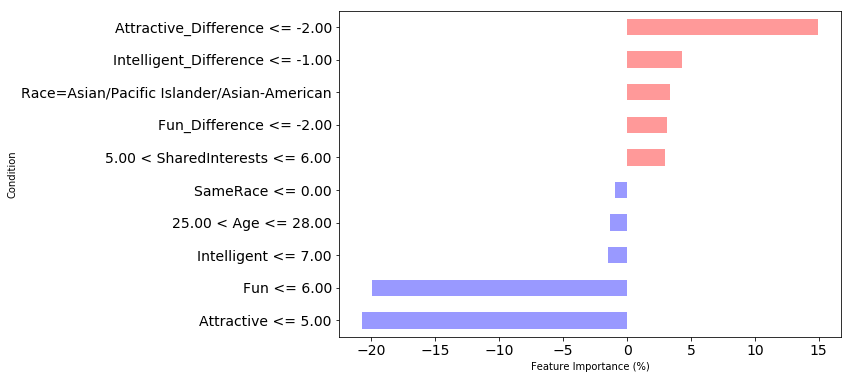 Attractive_Difference <= -2.00
Intelligent_Difference <= -1.00
Race=Asian/Pacific Islander/Asian-American
Fun_Difference <= -2.00
5.00 < SharedInterests <= 6.00
SameRace <= 0.00
25.00 < Age <= 28.00
Intelligent <= 7.00
Fun <= 6.00
Attractive <= 5.00
Condition
−20 −15 −10 −5 0 5 10 15
Feature Importance (%)